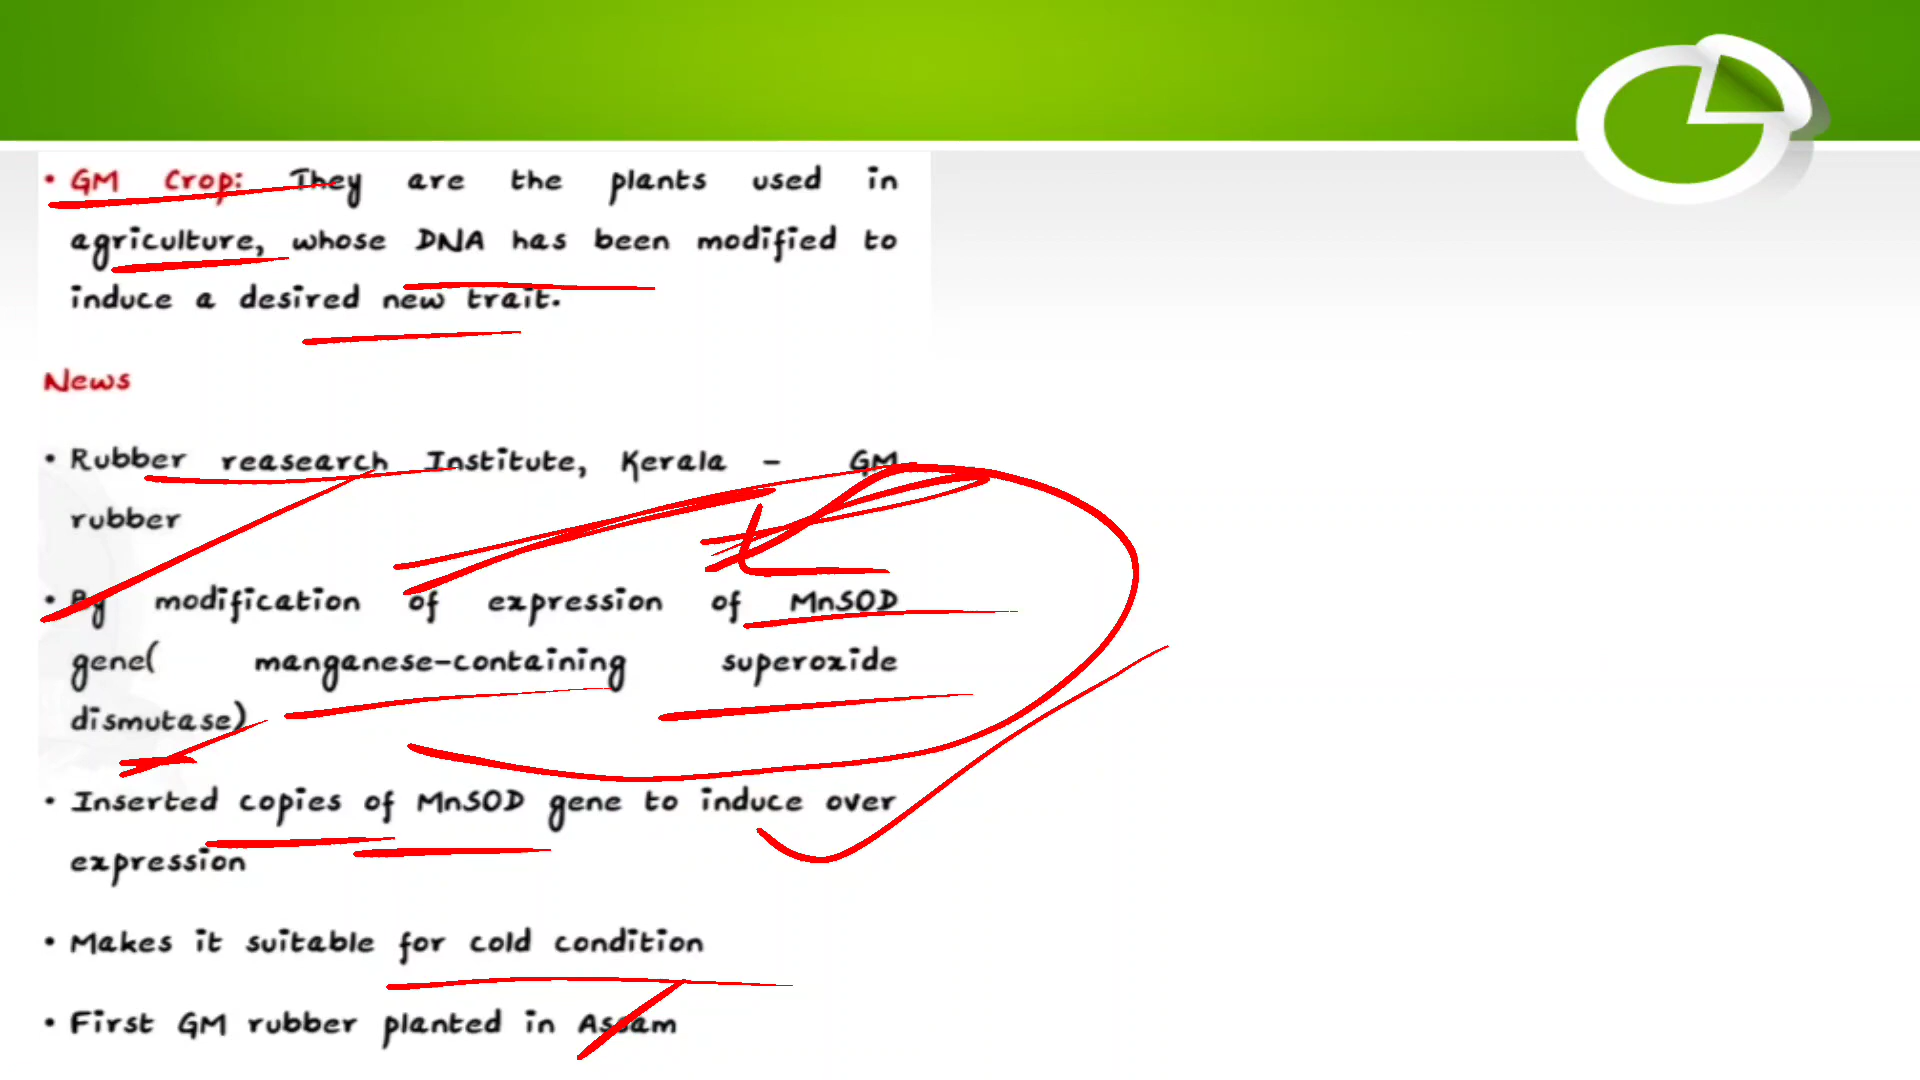 • GM Crop: They are the plants used in
agriculture, whose DNA has been modified to
induce a desired new trait.
News
• Rubber reasearch Institute, Kerala - GM
rubber
• By modification of expression of MnSOD
gene( manganese-containing superoxide
dismutase)
• Inserted copies of MnSOD gene to induce over
expression
• Makes it suitable for cold condition
• First GM rubber planted in Assam